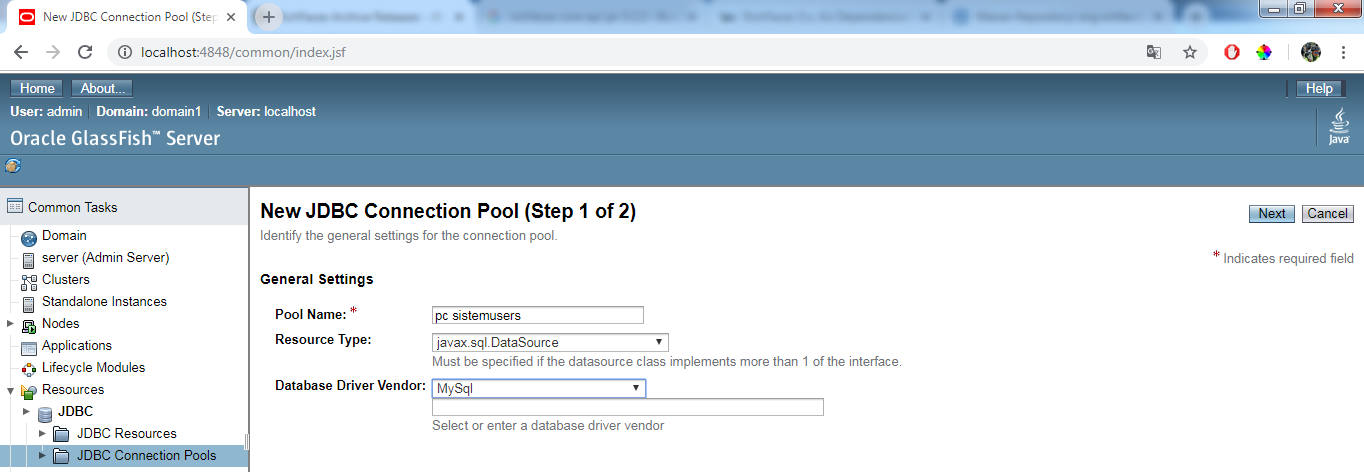 New JDBC Connection Pool (Step
localhost:4848/common/index.jsf
Home About... Help
User: admin Domain: domain1 Server: localhost
Oracle GlassFish™ Server
Java
Common Tasks
Domain
server (Admin Server)
Clusters
Standalone Instances
Nodes
Applications
Lifecycle Modules
Resources
JDBC
JDBC Resources
JDBC Connection Pools
New JDBC Connection Pool (Step 1 of 2)
Next Cancel
Identify the general settings for the connection pool.
* Indicates required field
General Settings
Pool Name: * pc sistemusers
Resource Type: javax.sql.DataSource
Must be specified if the datasource class implements more than 1 of the interface.
Database Driver Vendor: MySql
Select or enter a database driver vendor